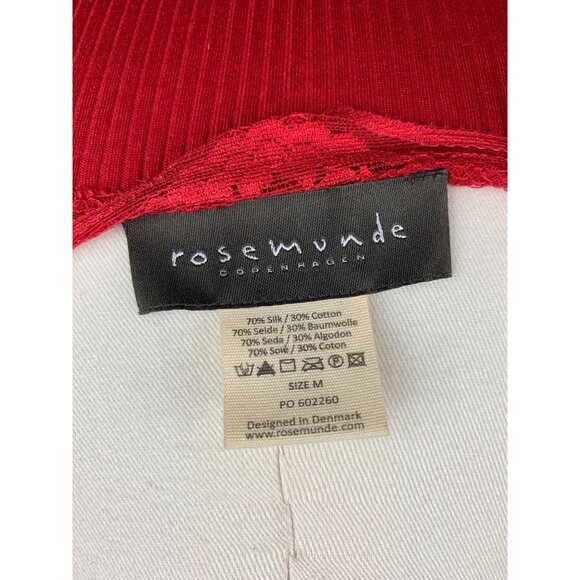 rosemunde
COPENHAGEN
70% Silk / 30% Cotton
70% Seide / 30% Baumwolle
70% Seda / 30% Algodon
70% Soie / 30% Coton
SIZE M
PO 602260
Designed in Denmark
www.rosemunde.com